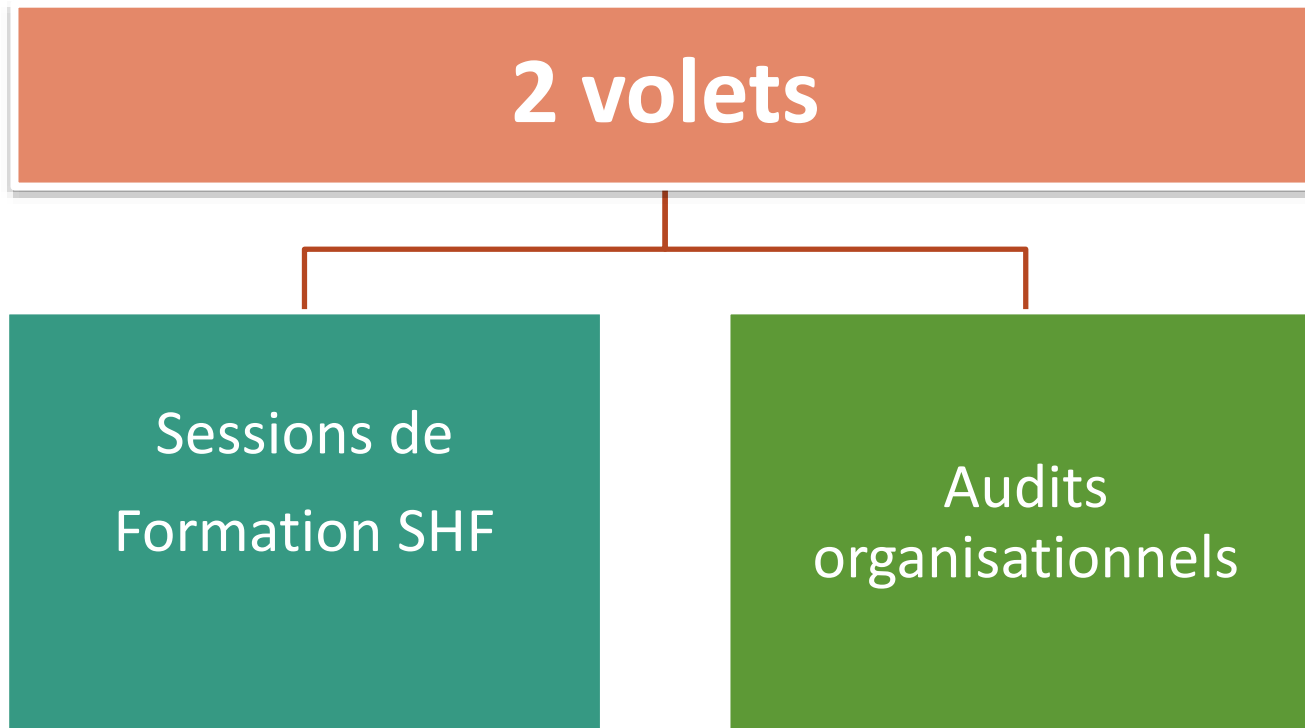 2 volets
Sessions de
Formation SHF
Audits
organisationnels